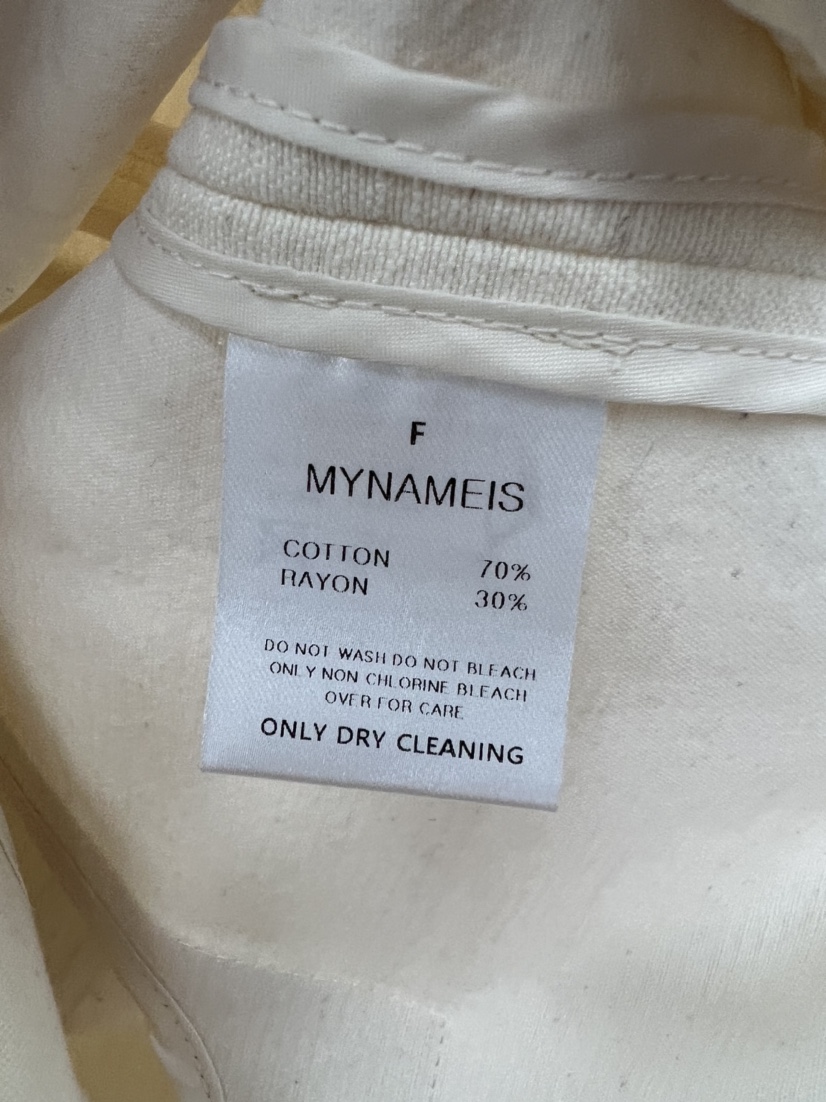 F
MYNAMEIS
COTTON 70%
RAYON 30%
DO NOT WASH DO NOT BLEACH
ONLY NON CHLORINE BLEACH
OVER FOR CARE
ONLY DRY CLEANING